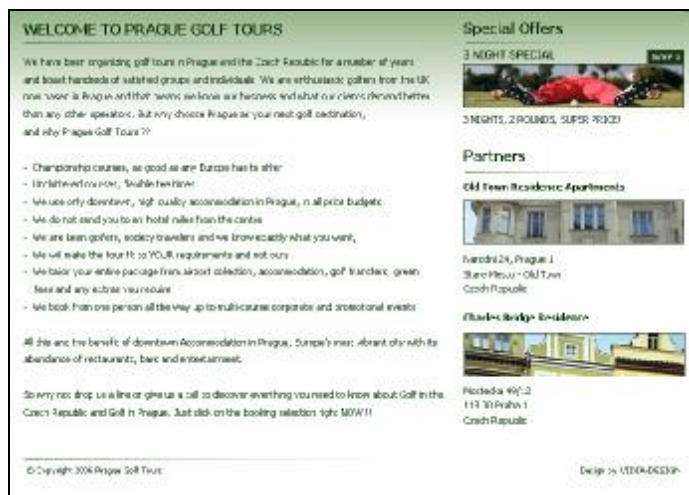 WELCOME TO PRAGUE GOLF TOURS
We have been organizing golf tours in Prague and the Czech Republic for a number of years
and boast hundreds of satisfied groups and individuals. We are enthusiastic golfers from the UK
now based in Prague and that means we know our business and what our clients demand better
than any other operators. But why choose Prague as your next golf destination,
and why Prague Golf Tours ??
- Championship courses, as good as any Europe has to offer
- Uncluttered courses, flexible tee times
- We use only downtown, high quality accommodation in Prague, in all price budgets
- We do not send you to an hotel miles from the centre
- We are keen golfers, society travelers and we know exactly what you want,
- We will make the tour fit to YOUR requirements and not ours
- We tailor your entire package from airport collection, accommodation, golf transfers, green
fees and any extras you require
- We book from one person all the way up to multi-course corporate and promotional events
All this and the benefit of downtown Accommodation in Prague, Europe's most vibrant city with its
abundance of restaurants, bars and entertainment.
So why not drop us a line or give us a call to discover everything you need to know about Golf in the
Czech Republic and Golf in Prague. Just click on the booking selection right NOW!!
© Copyright 2006 Prague Golf Tours
Special Offers
3 NIGHT SPECIAL
3 NIGHTS, 2 ROUNDS, SUPER PRICE!
Partners
Old Town Residence Apartments
Narodni 24, Prague 1
Stare Mesto - Old Town
Czech Republic
Charles Bridge Residence
Mostecka
Praha 1
Czech Republic
Design by